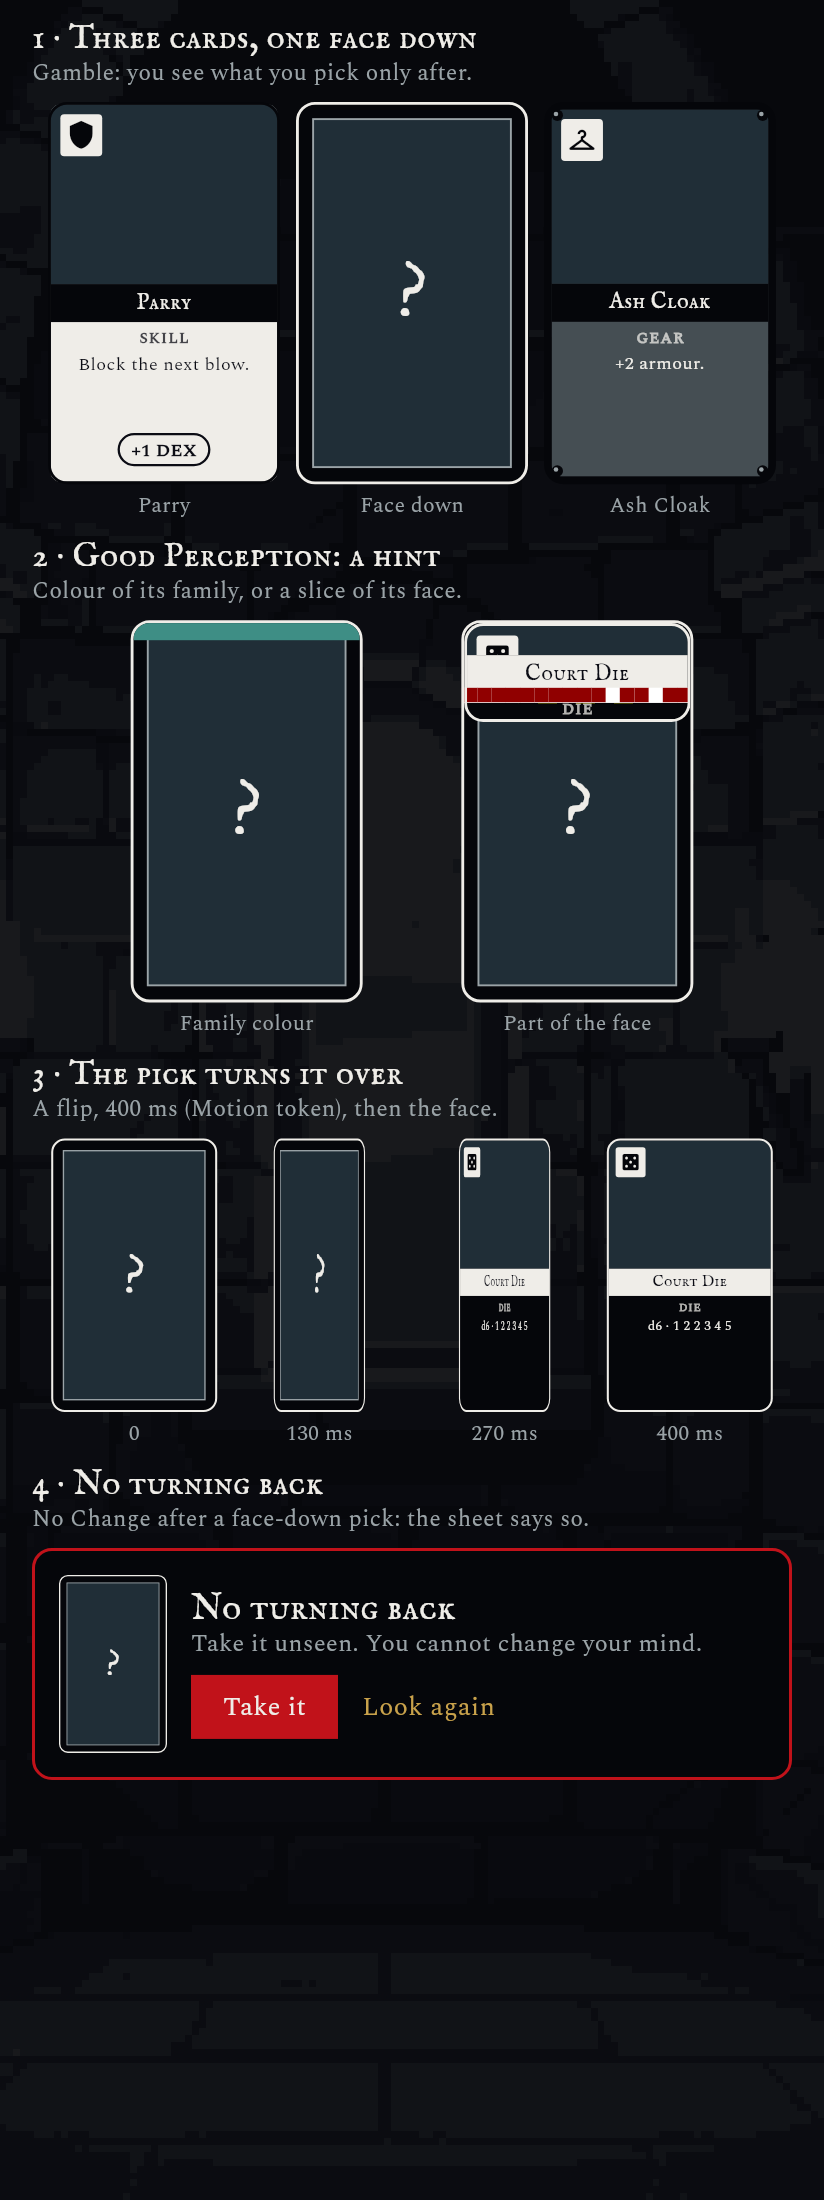 1 · Three cards, one face down
Gamble: you see what you pick only after.
Parry
SKILL
Block the next blow.
+1 DEX
Parry
?
Face down
Ash Cloak
GEAR
+2 armour.
Ash Cloak
2 · Good Perception: a hint
Colour of its family, or a slice of its face.
?
Family colour
Court Die
DIE
?
Part of the face
3 · The pick turns it over
A flip, 400 ms (Motion token), then the face.
?
0
?
130 ms
Court Die
DIE
d6 · 1 2 2 3 4 5
270 ms
Court Die
DIE
d6 · 1 2 2 3 4 5
400 ms
4 · No turning back
No Change after a face-down pick: the sheet says so.
?
No turning back
Take it unseen. You cannot change your mind.
Take it
Look again